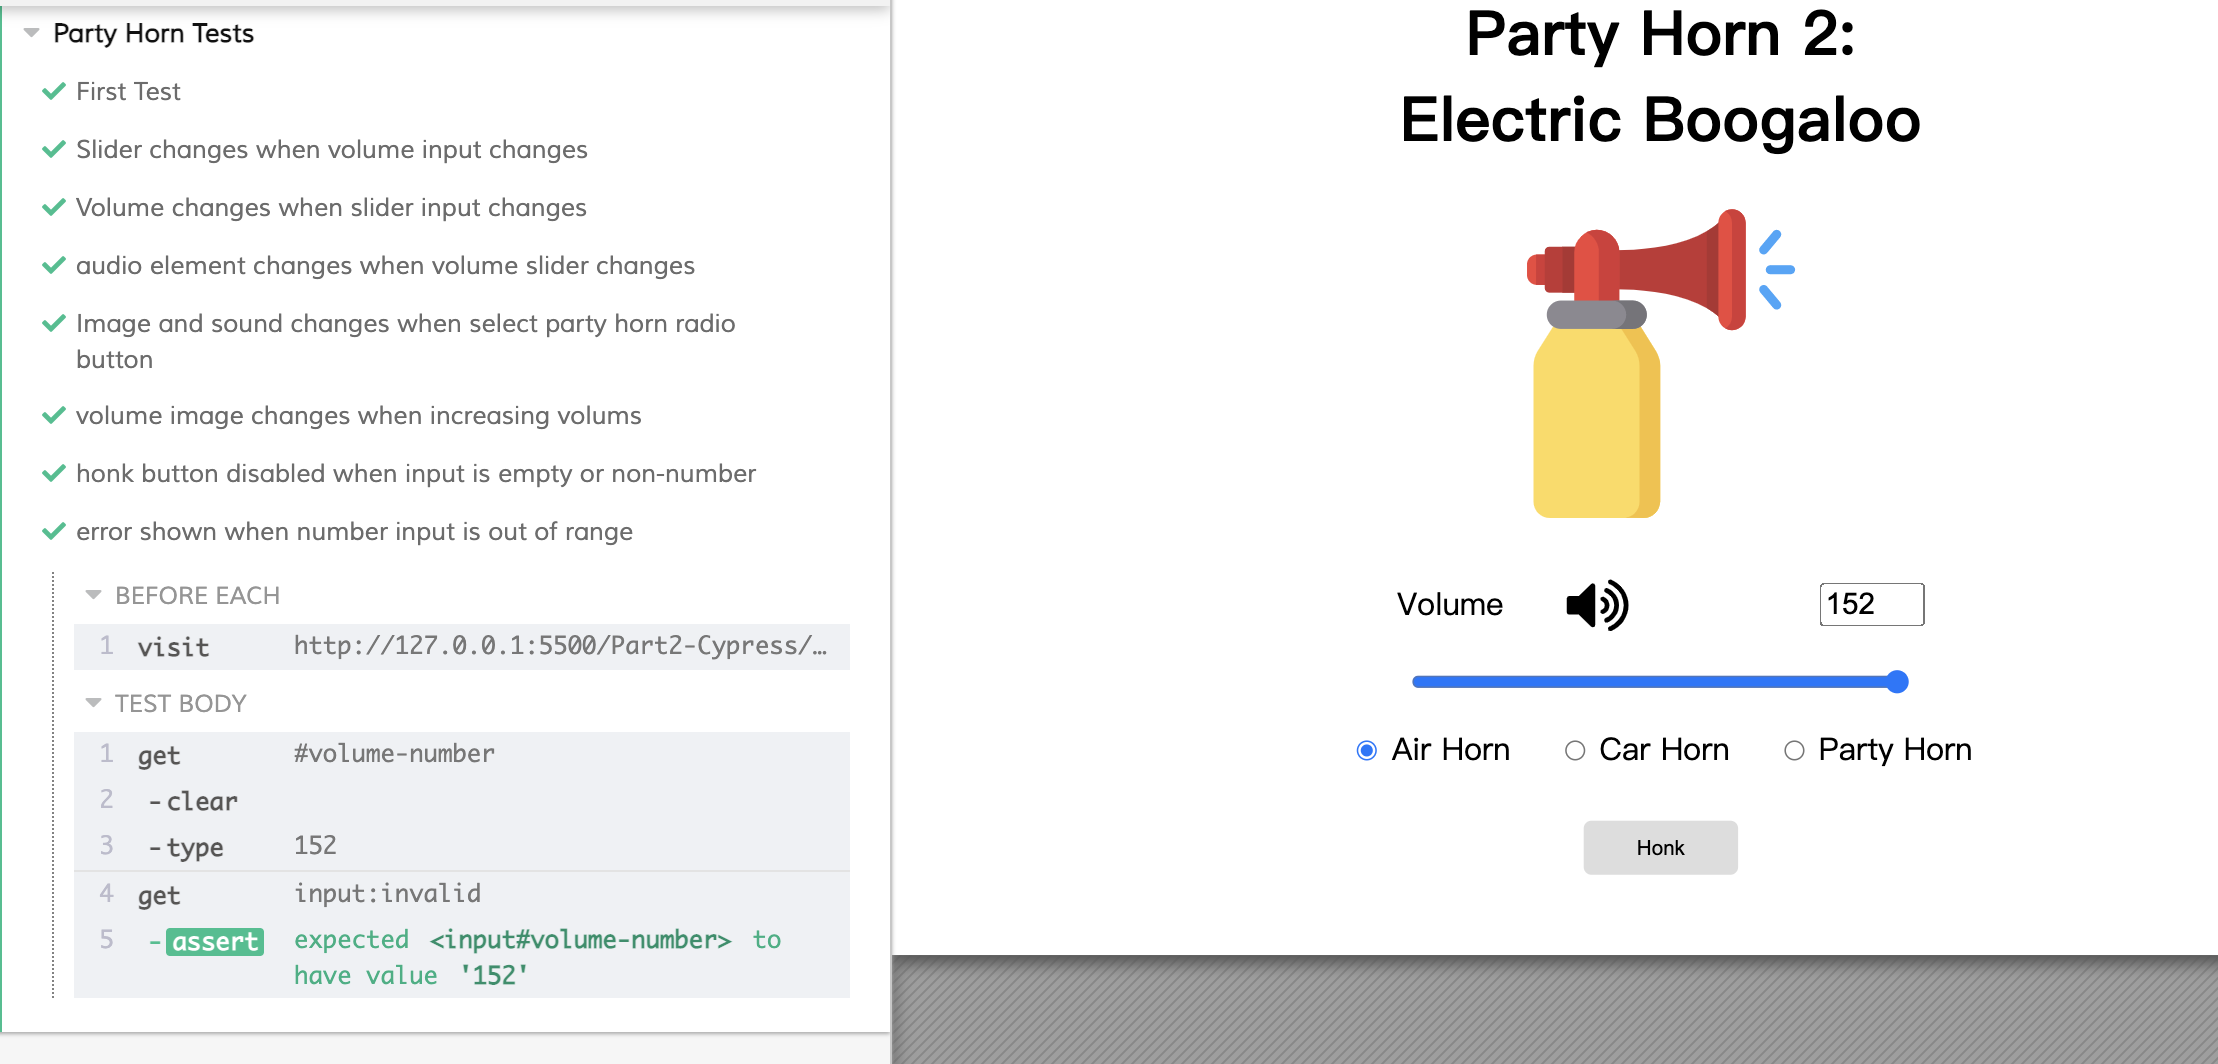 Party Horn Tests
First Test
Slider changes when volume input changes
Volume changes when slider input changes
audio element changes when volume slider changes
Image and sound changes when select party horn radio
button
volume image changes when increasing volums
honk button disabled when input is empty or non-number
error shown when number input is out of range
BEFORE EACH
1 visit http://127.0.0.1:5500/Part2-Cypress/…
TEST BODY
1 get #volume-number
2 -clear
3 -type 152
4 get input:invalid
5 -assert expected <input#volume-number> to
have value '152'
Party Horn 2:
Electric Boogaloo
Volume 152
Air Horn Car Horn Party Horn
Honk